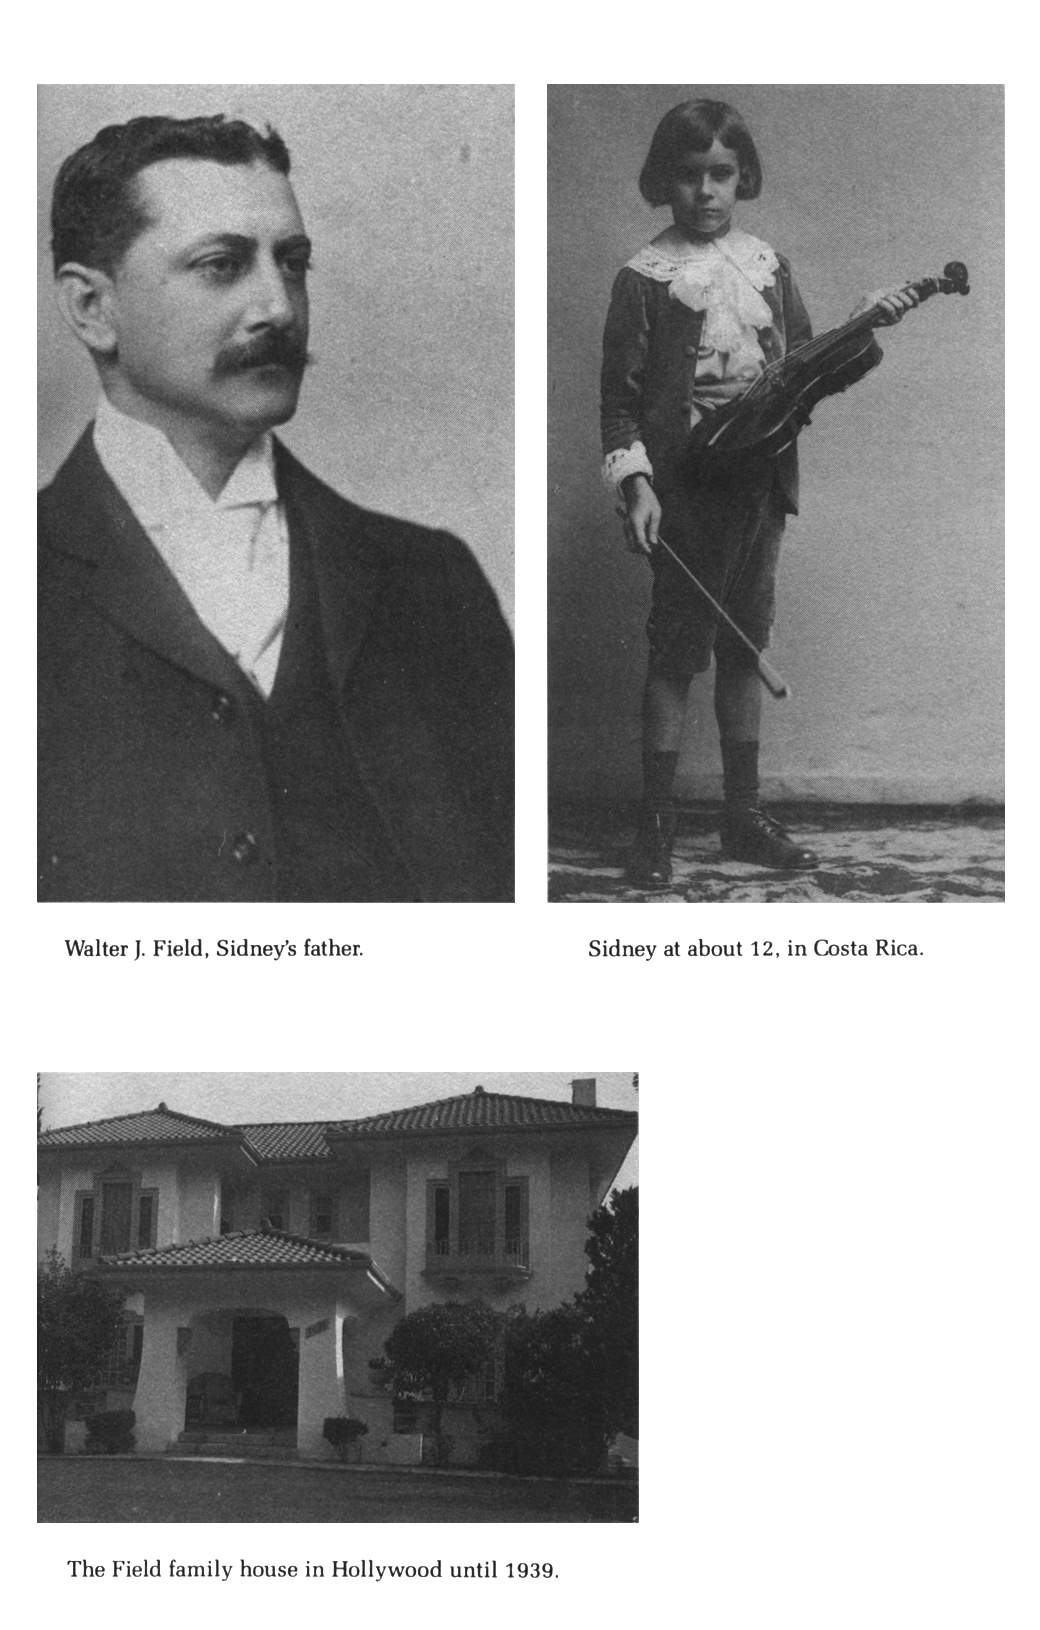 Walter J. Field, Sidney's father.
Sidney at about 12, in Costa Rica.
The Field family house in Hollywood until 1939.